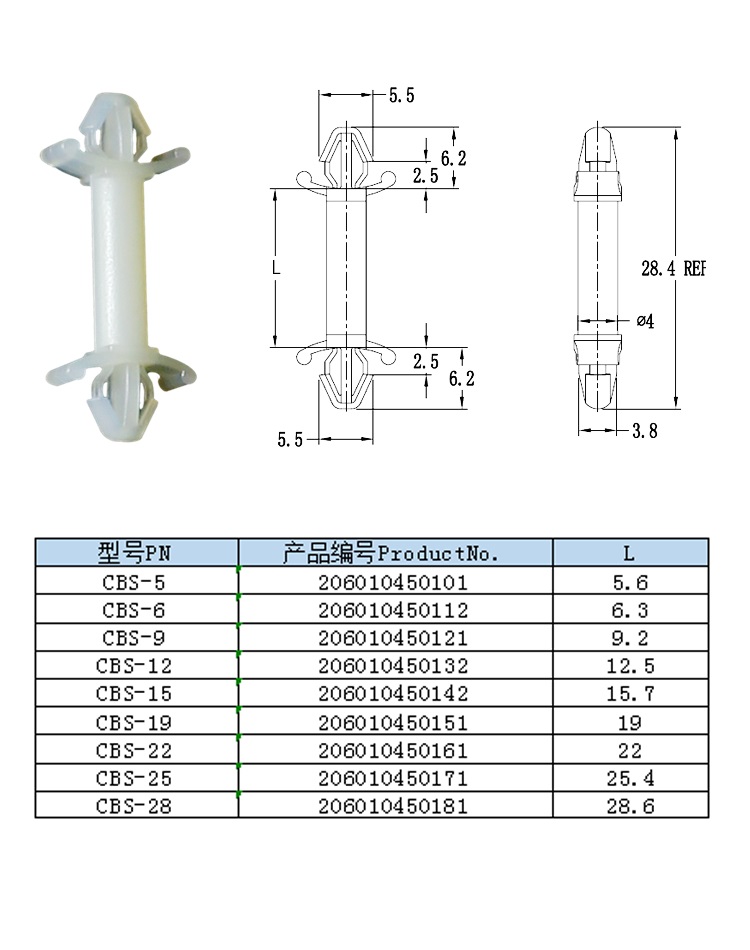 5.5
6.2
2.5
L
28.4 REF
ø4
2.5
6.2
5.5
3.8
型号PN 产品编号ProductNo. L
CBS-5 206010450101 5.6
CBS-6 206010450112 6.3
CBS-9 206010450121 9.2
CBS-12 206010450132 12.5
CBS-15 206010450142 15.7
CBS-19 206010450151 19
CBS-22 206010450161 22
CBS-25 206010450171 25.4
CBS-28 206010450181 28.6